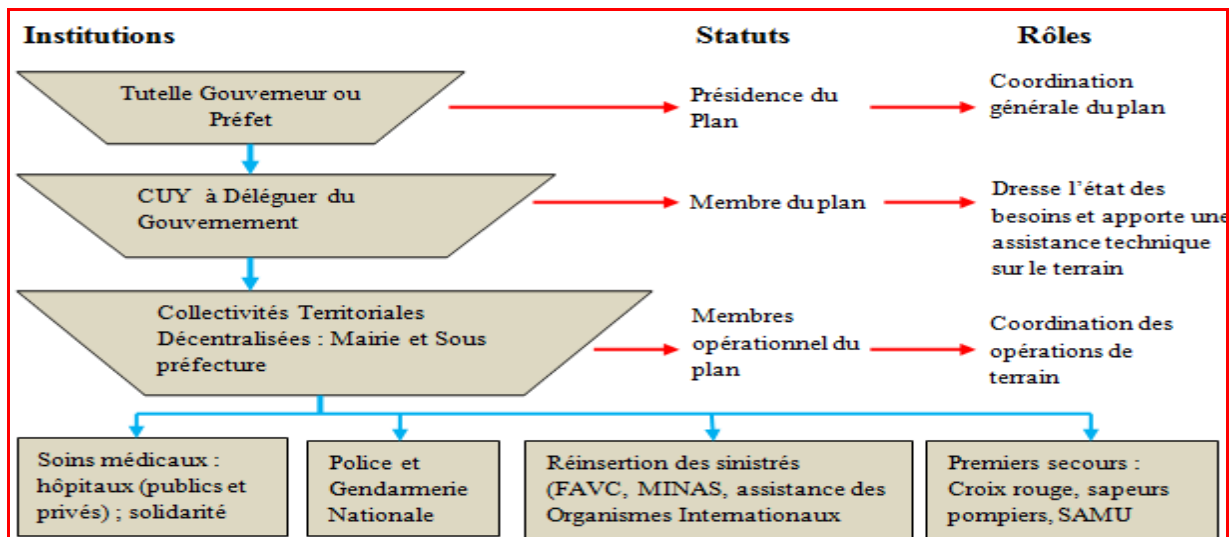 Institutions
Statuts
Rôles
Tutelle Gouverneur ou
Préfet
Présidence du
Plan
Coordination
générale du plan
CUY à Déléguer du
Gouvernement
Membre du plan
Dresse l'état des
besoins et apporte une
assistance technique
sur le terrain
Collectivités Territoriales
Décentralisées : Mairie et Sous
préfecture
Membres
opérationnel du
plan
Coordination des
opérations de
terrain
Soins médicaux :
hôpitaux (publics et
privés) ; solidarité
Police et
Gendarmerie
Nationale
Réinsertion des sinistrés
(FAVC, MINAS, assistance des
Organismes Internationaux
Premiers secours :
Croix rouge, sapeurs
pompiers, SAMU